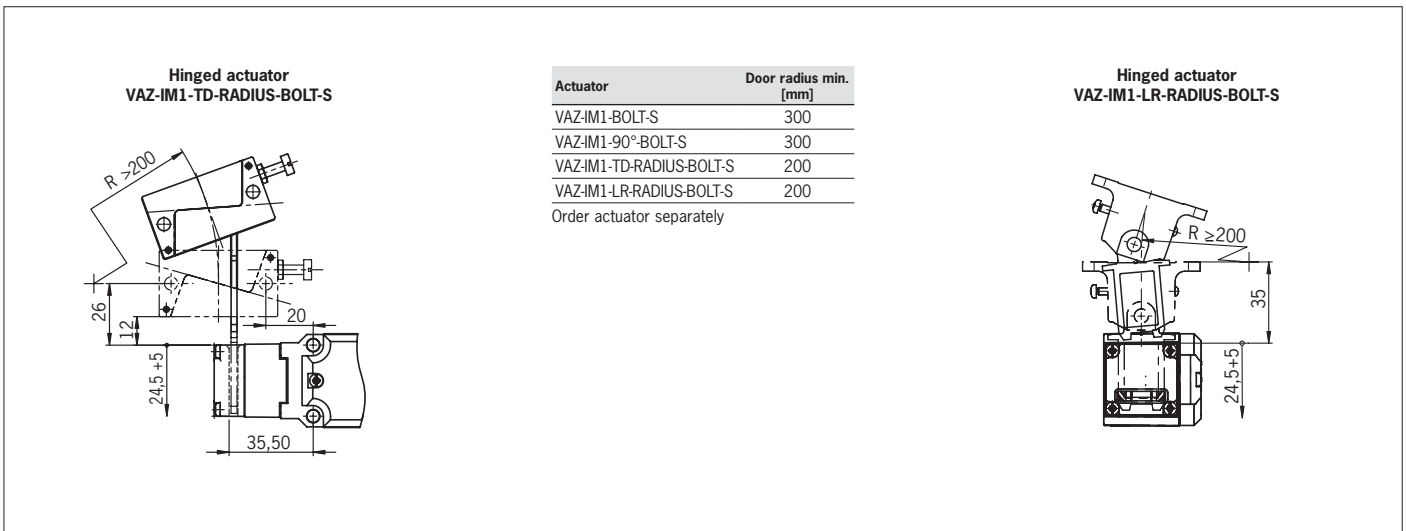 Hinged actuator
VAZ-IM1-TD-RADIUS-BOLT-S
R >200
26
12
20
24,5 +5
35,50
Actuator Door radius min. [mm]
VAZ-IM1-BOLT-S 300
VAZ-IM1-90°-BOLT-S 300
VAZ-IM1-TD-RADIUS-BOLT-S 200
VAZ-IM1-LR-RADIUS-BOLT-S 200
Order actuator separately
Hinged actuator
VAZ-IM1-LR-RADIUS-BOLT-S
R ≥200
35
24,5+5